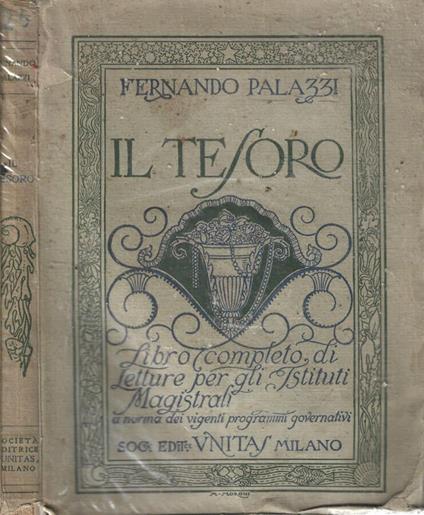 FERNANDO PALAZZI
IL TESORO
Libro completo di
Letture per gli Istituti
Magistrali
a norma dei vigenti programmi governativi
SOC. EDIT. VNITAS MILANO
IL
TESORO
SOCIETÀ
EDITRICE
UNITAS
MILANO